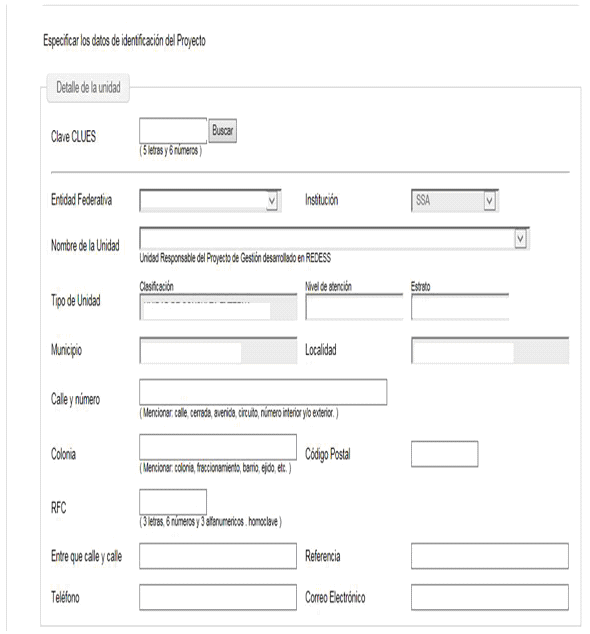 Especificar los datos de identificación del Proyecto
Detalle de la unidad
Clave CLUES Buscar
( 5 letras y 6 números )
Entidad Federativa Institución SSA
Nombre de la Unidad
Unidad Responsable del Proyecto de Gestión desarrollado en REDESS
Clasificación Nivel de atención Estrato
Tipo de Unidad
Municipio Localidad
Calle y número
( Mencionar: calle, cerrada, avenida, circuito, número interior y/o exterior. )
Colonia Código Postal
( Mencionar: colonia, fraccionamiento, barrio, ejido, etc. )
RFC
( 3 letras, 6 números y 3 alfanumericos . homoclave )
Entre que calle y calle Referencia
Teléfono Correo Electrónico